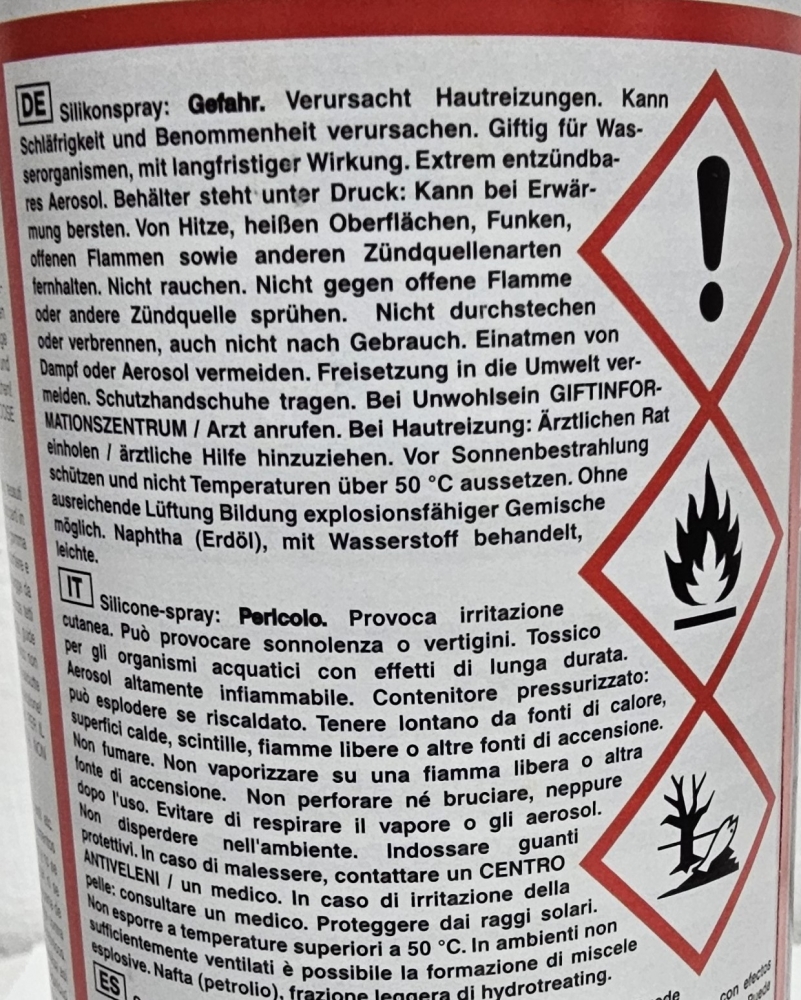 DE Silikonspray: Gefahr. Verursacht Hautreizungen. Kann
Schläfrigkeit und Benommenheit verursachen. Giftig für Was-
serorganismen, mit langfristiger Wirkung. Extrem entzündba-
res Aerosol. Behälter steht unter Druck: Kann bei Erwär-
mung bersten. Von Hitze, heißen Oberflächen, Funken,
offenen Flammen sowie anderen Zündquellenarten
fernhalten. Nicht rauchen. Nicht gegen offene Flamme
oder andere Zündquelle sprühen. Nicht durchstechen
oder verbrennen, auch nicht nach Gebrauch. Einatmen von
Dampf oder Aerosol vermeiden. Freisetzung in die Umwelt ver-
meiden. Schutzhandschuhe tragen. Bei Unwohlsein GIFTINFOR-
MATIONSZENTRUM / Arzt anrufen. Bei Hautreizung: Ärztlichen Rat
einholen / ärztliche Hilfe hinzuziehen. Vor Sonnenbestrahlung
schützen und nicht Temperaturen über 50 °C aussetzen. Ohne
ausreichende Lüftung Bildung explosionsfähiger Gemische
möglich. Naphtha (Erdöl), mit Wasserstoff behandelt,
leichte.
IT Silicone-spray: Pericolo. Provoca irritazione
cutanea. Può provocare sonnolenza o vertigini. Tossico
per gli organismi acquatici con effetti di lunga durata.
Aerosol altamente infiammabile. Contenitore pressurizzato:
può esplodere se riscaldato. Tenere lontano da fonti di calore,
superfici calde, scintille, fiamme libere o altre fonti di accensione.
Non fumare. Non vaporizzare su una fiamma libera o altra
fonte di accensione. Non perforare né bruciare, neppure
dopo l'uso. Evitare di respirare il vapore o gli aerosol.
Non disperdere nell'ambiente. Indossare guanti
protettivi. In caso di malessere, contattare un CENTRO
ANTIVELENI / un medico. In caso di irritazione della
pelle: consultare un medico. Proteggere dai raggi solari.
Non esporre a temperature superiori a 50 °C. In ambienti non
sufficientemente ventilati è possibile la formazione di miscele
esplosive. Nafta (petrolio), frazione leggera di hydrotreating.
ES
con efectos